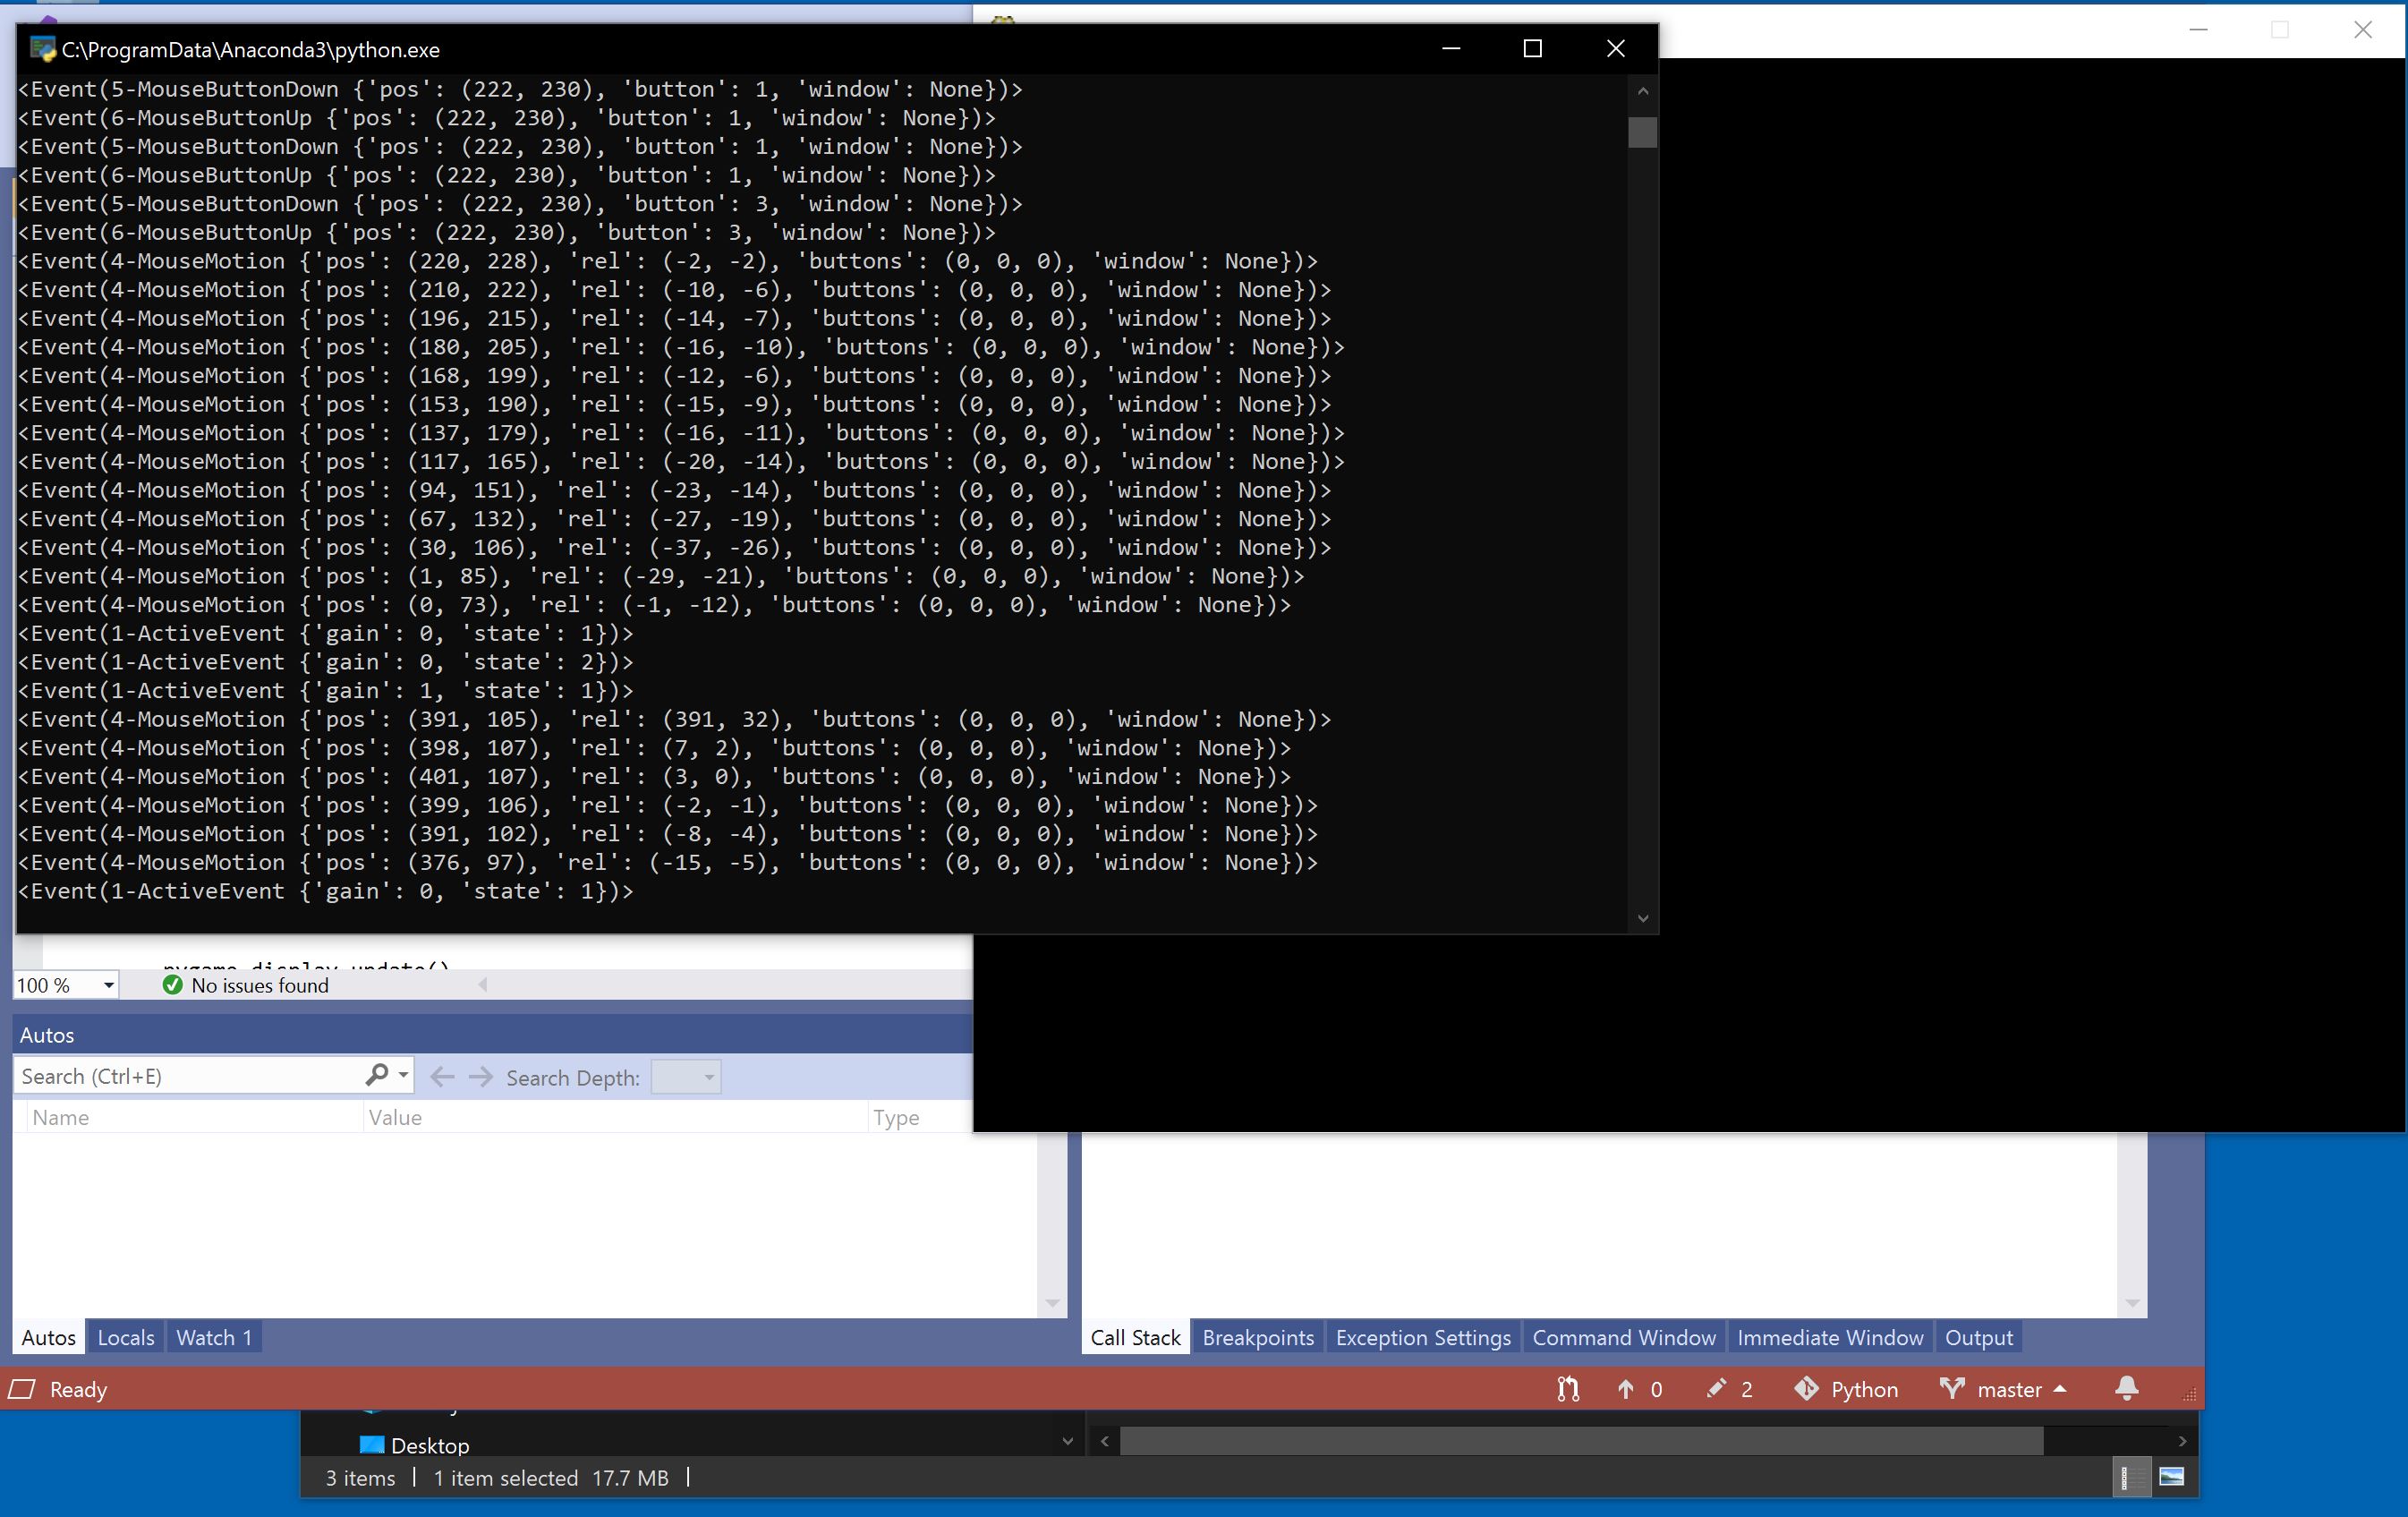 C:\ProgramData\Anaconda3\python.exe
<Event(5-MouseButtonDown {'pos': (222, 230), 'button': 1, 'window': None})>
<Event(6-MouseButtonUp {'pos': (222, 230), 'button': 1, 'window': None})>
<Event(5-MouseButtonDown {'pos': (222, 230), 'button': 1, 'window': None})>
<Event(6-MouseButtonUp {'pos': (222, 230), 'button': 1, 'window': None})>
<Event(5-MouseButtonDown {'pos': (222, 230), 'button': 3, 'window': None})>
<Event(6-MouseButtonUp {'pos': (222, 230), 'button': 3, 'window': None})>
<Event(4-MouseMotion {'pos': (220, 228), 'rel': (-2, -2), 'buttons': (0, 0, 0), 'window': None})>
<Event(4-MouseMotion {'pos': (210, 222), 'rel': (-10, -6), 'buttons': (0, 0, 0), 'window': None})>
<Event(4-MouseMotion {'pos': (196, 215), 'rel': (-14, -7), 'buttons': (0, 0, 0), 'window': None})>
<Event(4-MouseMotion {'pos': (180, 205), 'rel': (-16, -10), 'buttons': (0, 0, 0), 'window': None})>
<Event(4-MouseMotion {'pos': (168, 199), 'rel': (-12, -6), 'buttons': (0, 0, 0), 'window': None})>
<Event(4-MouseMotion {'pos': (153, 190), 'rel': (-15, -9), 'buttons': (0, 0, 0), 'window': None})>
<Event(4-MouseMotion {'pos': (137, 179), 'rel': (-16, -11), 'buttons': (0, 0, 0), 'window': None})>
<Event(4-MouseMotion {'pos': (117, 165), 'rel': (-20, -14), 'buttons': (0, 0, 0), 'window': None})>
<Event(4-MouseMotion {'pos': (94, 151), 'rel': (-23, -14), 'buttons': (0, 0, 0), 'window': None})>
<Event(4-MouseMotion {'pos': (67, 132), 'rel': (-27, -19), 'buttons': (0, 0, 0), 'window': None})>
<Event(4-MouseMotion {'pos': (30, 106), 'rel': (-37, -26), 'buttons': (0, 0, 0), 'window': None})>
<Event(4-MouseMotion {'pos': (1, 85), 'rel': (-29, -21), 'buttons': (0, 0, 0), 'window': None})>
<Event(4-MouseMotion {'pos': (0, 73), 'rel': (-1, -12), 'buttons': (0, 0, 0), 'window': None})>
<Event(1-ActiveEvent {'gain': 0, 'state': 1})>
<Event(1-ActiveEvent {'gain': 0, 'state': 2})>
<Event(1-ActiveEvent {'gain': 1, 'state': 1})>
<Event(4-MouseMotion {'pos': (391, 105), 'rel': (391, 32), 'buttons': (0, 0, 0), 'window': None})>
<Event(4-MouseMotion {'pos': (398, 107), 'rel': (7, 2), 'buttons': (0, 0, 0), 'window': None})>
<Event(4-MouseMotion {'pos': (401, 107), 'rel': (3, 0), 'buttons': (0, 0, 0), 'window': None})>
<Event(4-MouseMotion {'pos': (399, 106), 'rel': (-2, -1), 'buttons': (0, 0, 0), 'window': None})>
<Event(4-MouseMotion {'pos': (391, 102), 'rel': (-8, -4), 'buttons': (0, 0, 0), 'window': None})>
<Event(4-MouseMotion {'pos': (376, 97), 'rel': (-15, -5), 'buttons': (0, 0, 0), 'window': None})>
<Event(1-ActiveEvent {'gain': 0, 'state': 1})>
pygame.display.update()
100 % No issues found
Autos
Search (Ctrl+E) Search Depth:
Name Value Type
Autos Locals Watch 1 Call Stack Breakpoints Exception Settings Command Window Immediate Window Output
Ready 0 2 Python master
Desktop
3 items 1 item selected 17.7 MB